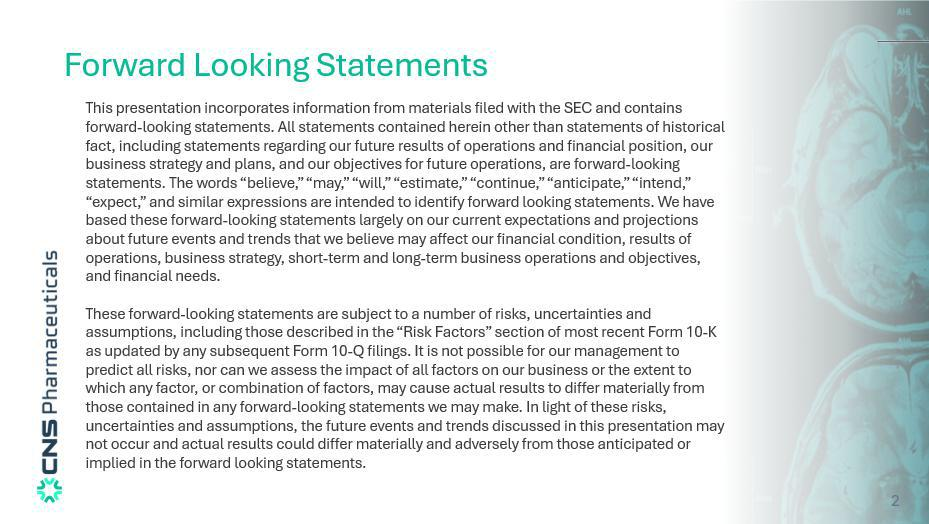 AHL
Forward Looking Statements
This presentation incorporates information from materials filed with the SEC and contains
forward-looking statements. All statements contained herein other than statements of historical
fact, including statements regarding our future results of operations and financial position, our
business strategy and plans, and our objectives for future operations, are forward-looking
statements. The words “believe,” “may,” “will,” “estimate,” “continue,” “anticipate,” “intend,”
“expect,” and similar expressions are intended to identify forward looking statements. We have
based these forward-looking statements largely on our current expectations and projections
about future events and trends that we believe may affect our financial condition, results of
operations, business strategy, short-term and long-term business operations and objectives,
and financial needs.
These forward-looking statements are subject to a number of risks, uncertainties and
assumptions, including those described in the “Risk Factors” section of most recent Form 10-K
as updated by any subsequent Form 10-Q filings. It is not possible for our management to
predict all risks, nor can we assess the impact of all factors on our business or the extent to
which any factor, or combination of factors, may cause actual results to differ materially from
those contained in any forward-looking statements we may make. In light of these risks,
uncertainties and assumptions, the future events and trends discussed in this presentation may
not occur and actual results could differ materially and adversely from those anticipated or
implied in the forward looking statements.
CNS Pharmaceuticals
AHL
2